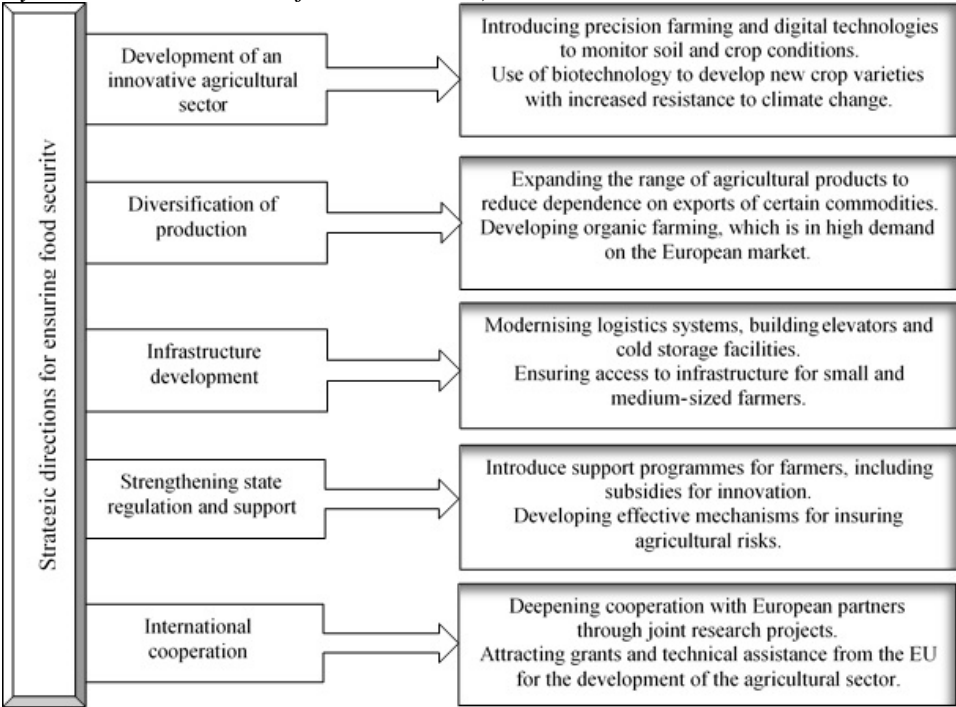 Strategic directions for ensuring food security
Development of an
innovative agricultural
sector
Introducing precision farming and digital technologies
to monitor soil and crop conditions.
Use of biotechnology to develop new crop varieties
with increased resistance to climate change.
Diversification of
production
Expanding the range of agricultural products to
reduce dependence on exports of certain commodities.
Developing organic farming, which is in high demand
on the European market.
Infrastructure
development
Modernising logistics systems, building elevators and
cold storage facilities.
Ensuring access to infrastructure for small and
medium-sized farmers.
Strengthening state
regulation and support
Introduce support programmes for farmers, including
subsidies for innovation.
Developing effective mechanisms for insuring
agricultural risks.
International
cooperation
Deepening cooperation with European partners
through joint research projects.
Attracting grants and technical assistance from the EU
for the development of the agricultural sector.